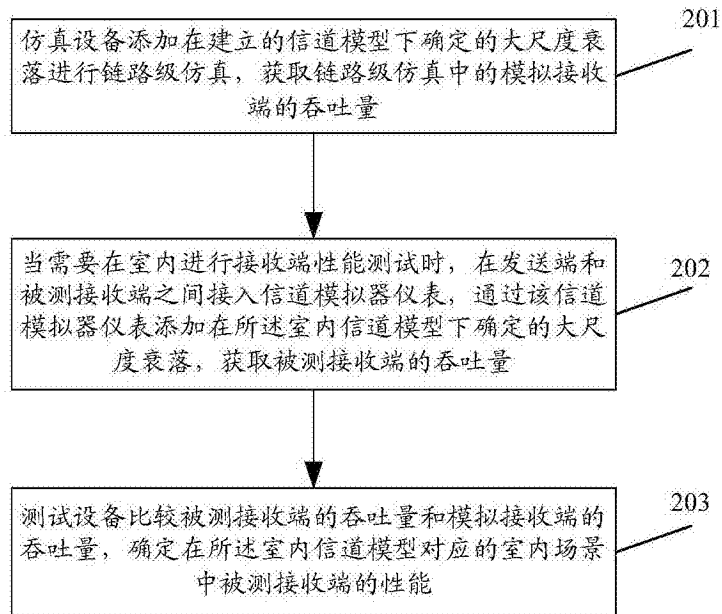 仿真设备添加在建立的信道模型下确定的大尺度衰
落进行链路级仿真，获取链路级仿真中的模拟接收
端的吞吐量
201
当需要在室内进行接收端性能测试时，在发送端和
被测接收端之间接入信道模拟器仪表，通过该信道
模拟器仪表添加在所述室内信道模型下确定的大尺
度衰落，获取被测接收端的吞吐量
202
测试设备比较被测接收端的吞吐量和模拟接收端的
吞吐量，确定在所述室内信道模型对应的室内场景
中被测接收端的性能
203